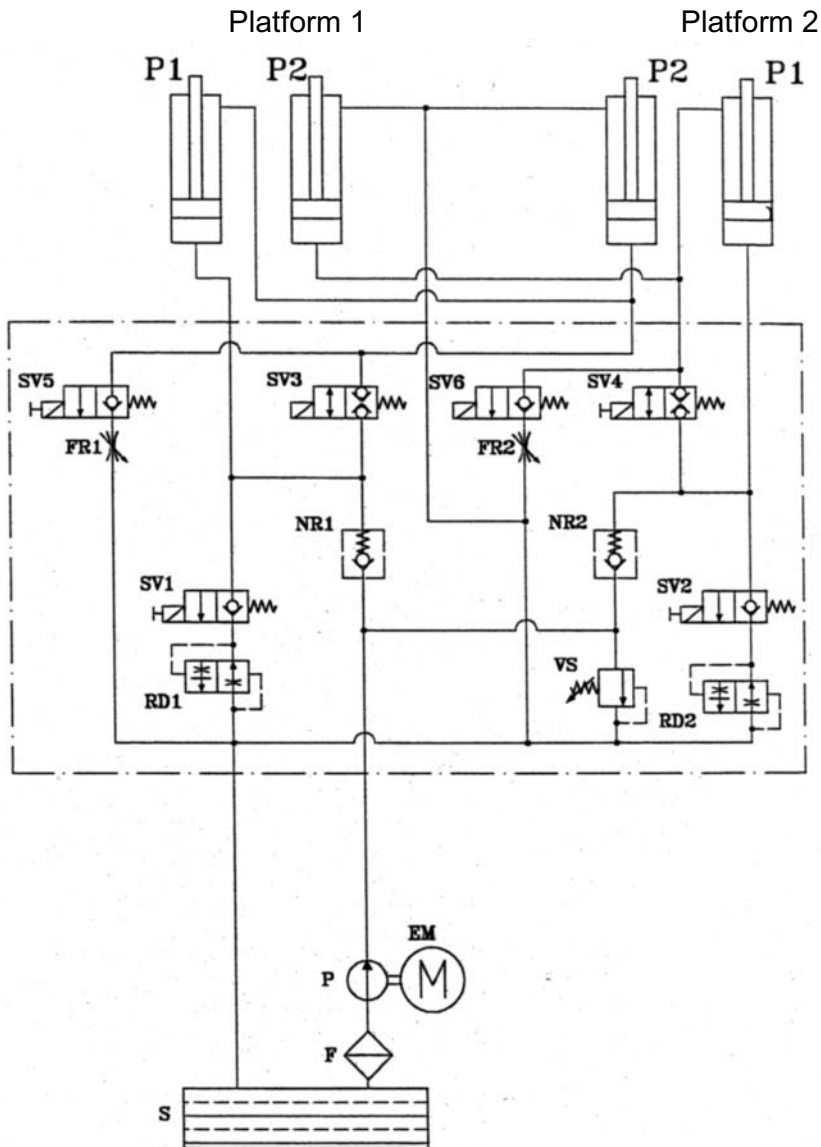 Platform 1 Platform 2
P1 P2 P2 P1
SV5 SV3 SV6 SV4
FR1 FR2
NR1 NR2
SV1 SV2
VS
RD1 RD2
EM
P M
F
S